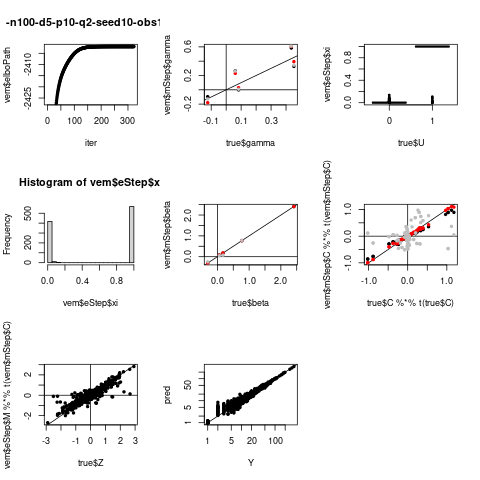 -n100-d5-p10-q2-seed10-obs1
vem$elboPath
-2425
-2410
0
50
100
200
300
iter
vem$mStep$gamma
-0.2
0.2
0.6
-0.1
0.1
0.3
true$gamma
vem$eStep$xi
0.0
0.4
0.8
0
1
true$U
Histogram of vem$eStep$x
Frequency
0
200
500
0.0
0.4
0.8
vem$eStep$xi
vem$mStep$beta
0.0
1.0
2.0
0.0
1.0
2.0
true$beta
vem$mStep$C %*% t(vem$mStep$C)
-1.0
0.0
1.0
-1.0
0.0
1.0
true$C %*% t(true$C)
vem$eStep$M %*% t(vem$mStep$C)
-2
0
1
2
-3
-1
0
1
2
3
true$Z
pred
1
5
50
1
5
20
100
Y